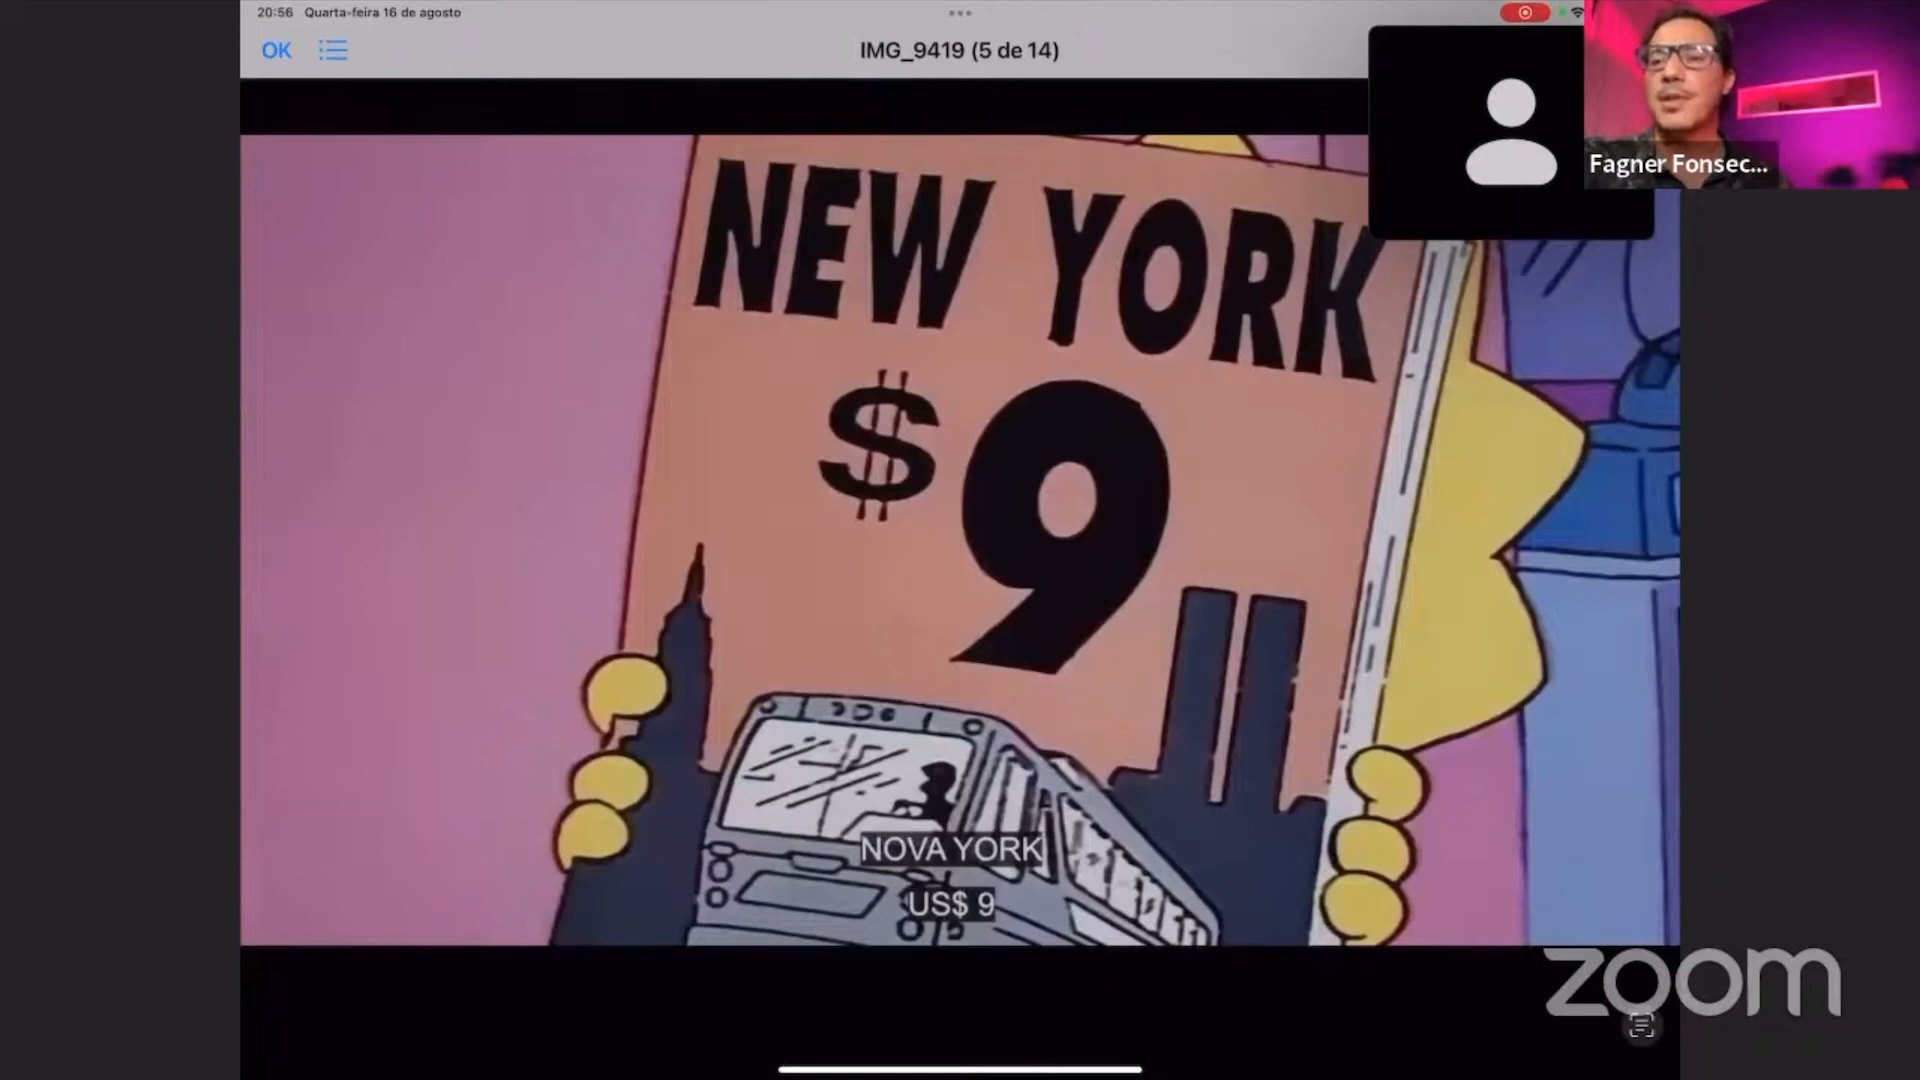 20:56 Quarta-feira 16 de agosto
OK
IMG_9419 (5 de 14)
Fagner Fonsec...
NEW YORK
$9
NOVA YORK
US$ 9
zoom